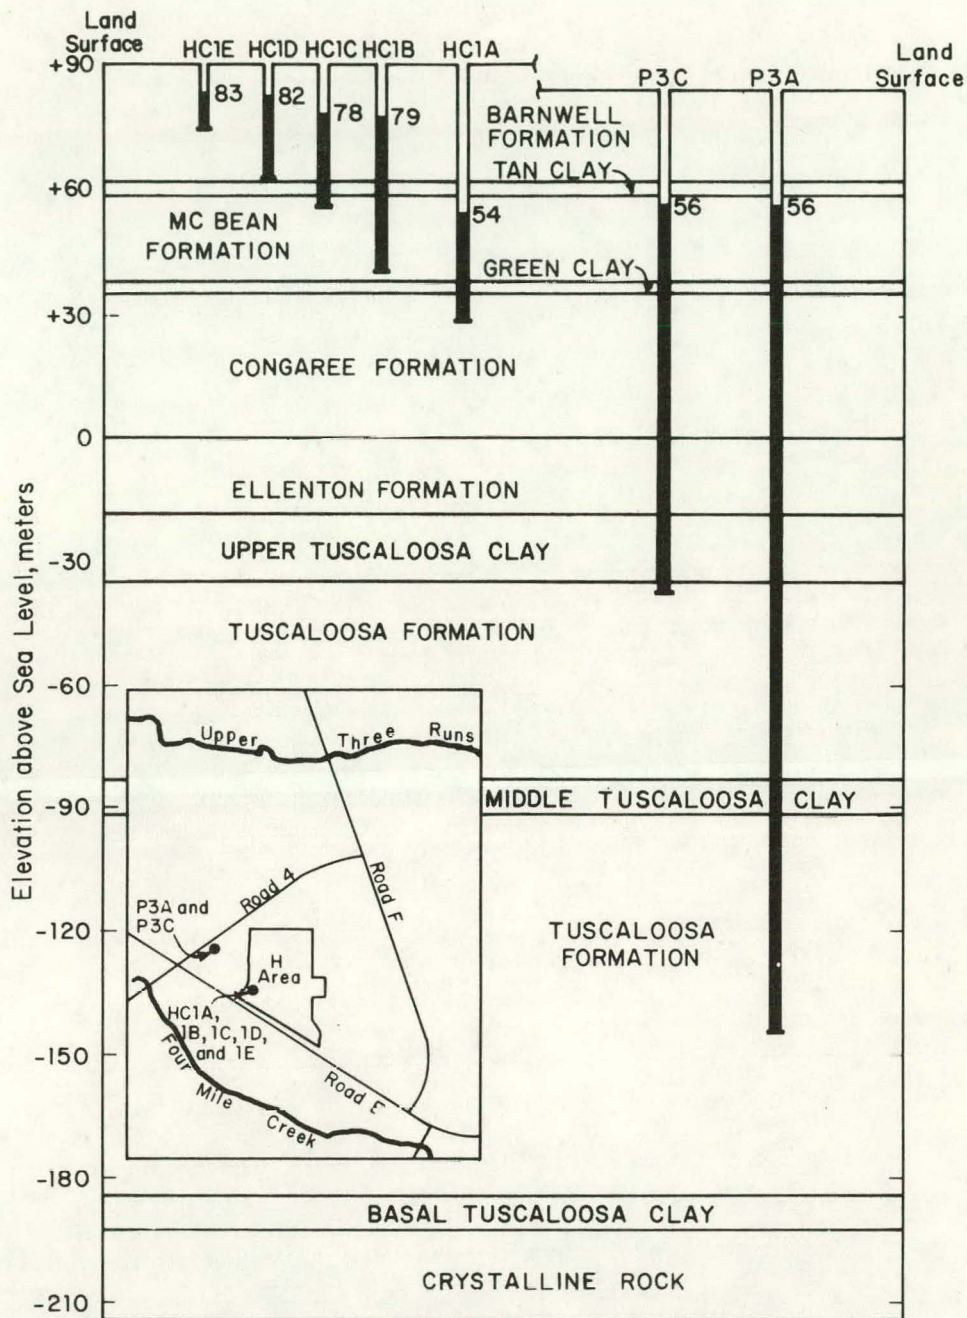 Land
Surface
HC1E HC1D HC1C HC1B HC1A
Land
Surface
P3C P3A
+90
83 82 78 79
BARNWELL
FORMATION
TAN CLAY
+60
54 56 56
MC BEAN
FORMATION
GREEN CLAY
+30
CONGAREE FORMATION
0
ELLENTON FORMATION
UPPER TUSCALOOSA CLAY
-30
TUSCALOOSA FORMATION
-60
Upper Three Runs
-90
MIDDLE TUSCALOOSA CLAY
Road 4
Road F
P3A and
P3C
-120
TUSCALOOSA
FORMATION
H
Area
HC1A,
1B, 1C, 1D,
and 1E
-150
Four Mile Creek
Road E
-180
BASAL TUSCALOOSA CLAY
CRYSTALLINE ROCK
-210
Elevation above Sea Level, meters